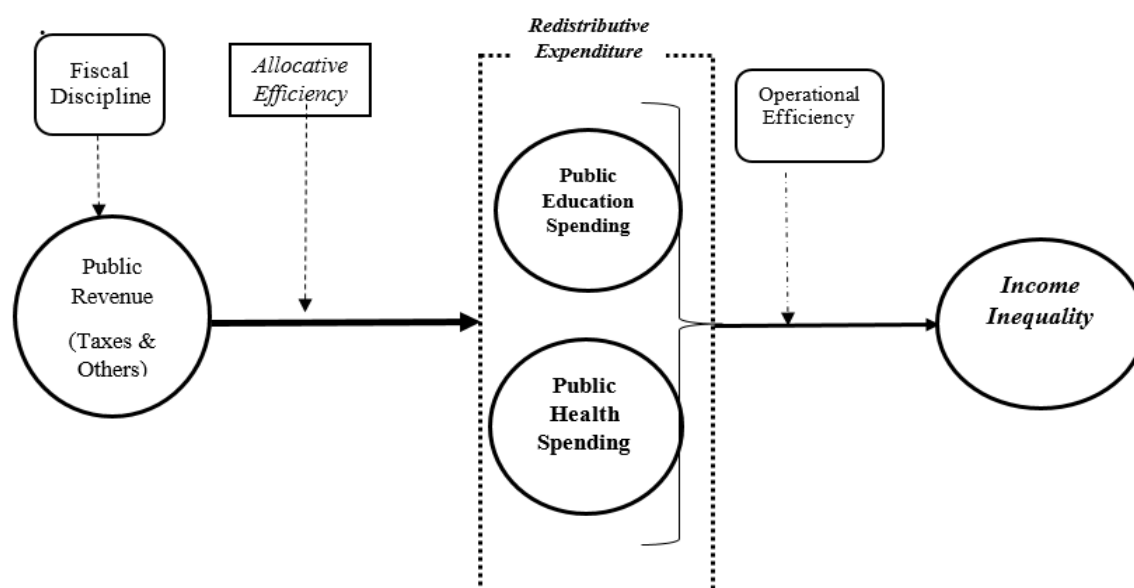 Redistributive
Expenditure
Fiscal
Discipline
Allocative
Efficiency
Operational
Efficiency
Public
Education
Spending
Public
Revenue
(Taxes &
Others)
Income
Inequality
Public
Health
Spending